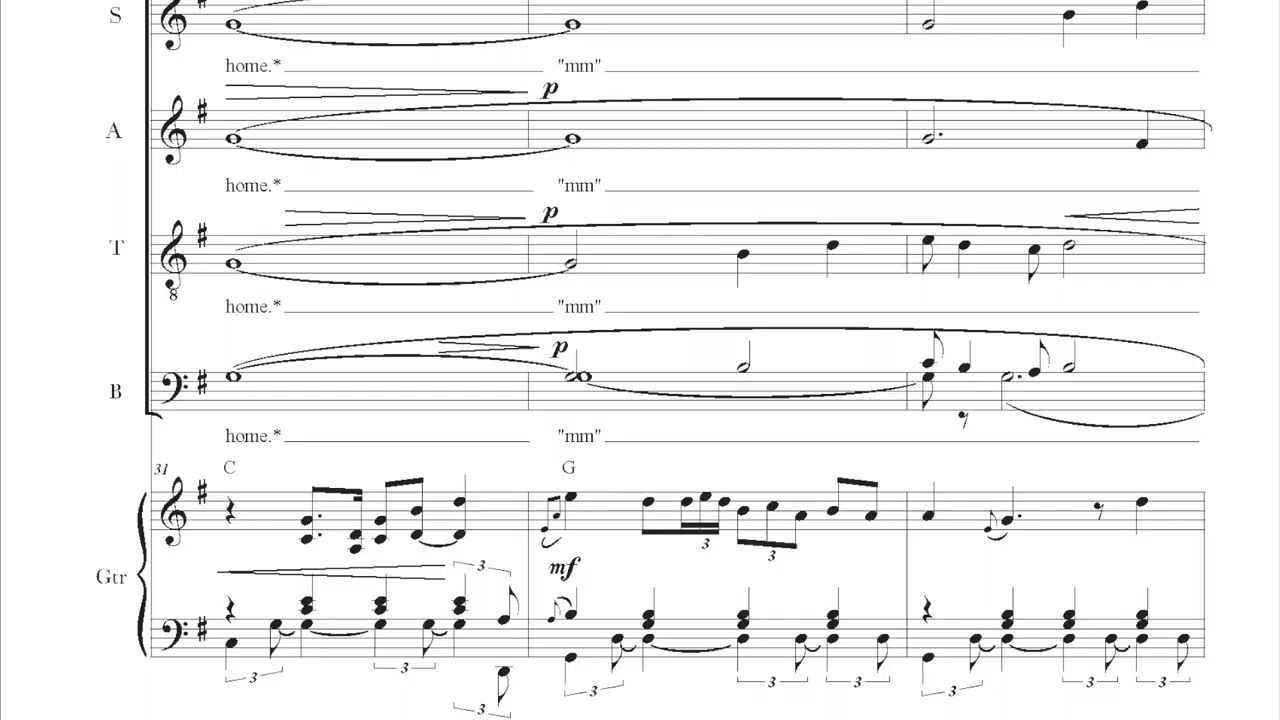 S
home.* "mm"
p
A
home.* "mm"
p
T
8
home.* "mm"
p
B
home.* "mm"
31 C G
3 3
Gtr
mf
3
3 3 3 3 3 3 3 3
3